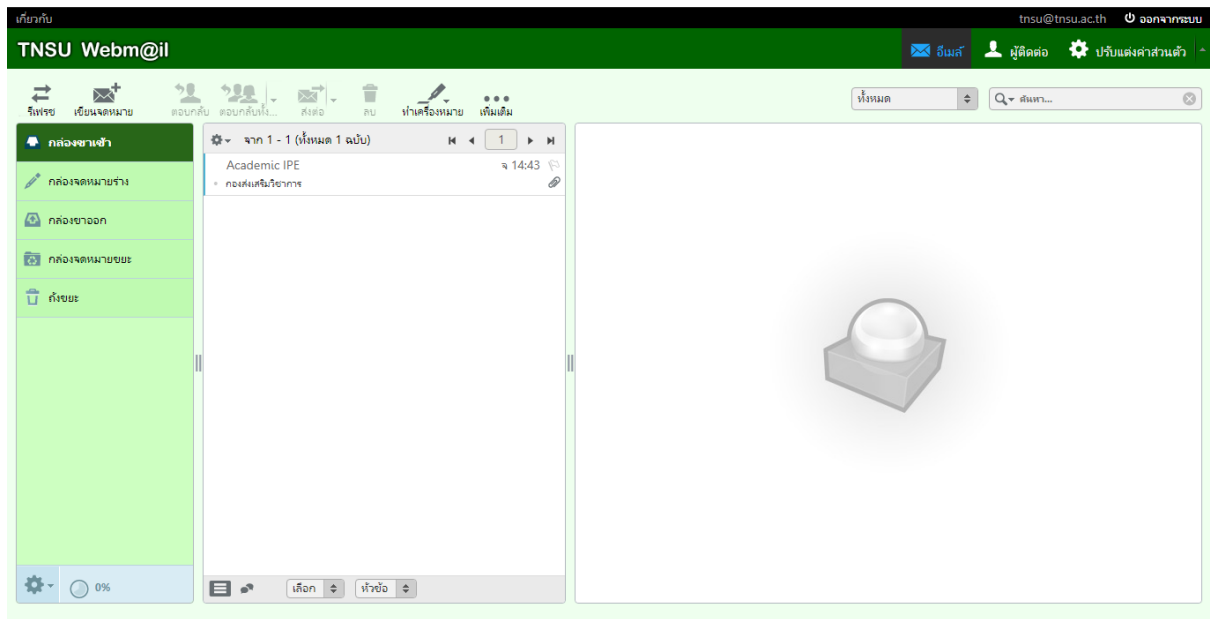 เกี่ยวกับ
tnsu@tnsu.ac.th ออกจากระบบ
TNSU Webm@il
อีเมล์ ผู้ติดต่อ ปรับแต่งค่าส่วนตัว
รีเฟรช เขียนจดหมาย ตอบกลับ ตอบกลับทั้ง... ส่งต่อ ลบ ทำเครื่องหมาย เพิ่มเติม
ทั้งหมด ค้นหา...
กล่องขาเข้า
กล่องจดหมายร่าง
กล่องขาออก
กล่องจดหมายขยะ
ถังขยะ
จาก 1 - 1 (ทั้งหมด 1 ฉบับ) 1
Academic IPE จ 14:43
กองส่งเสริมวิชาการ
0% เลือก หัวข้อ